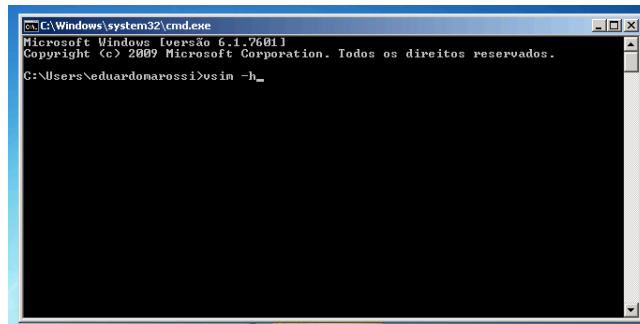 C:\Windows\system32\cmd.exe
Microsoft Windows [versão 6.1.7601]
Copyright (c) 2009 Microsoft Corporation. Todos os direitos reservados.
C:\Users\eduardomarossi>vsim -h_